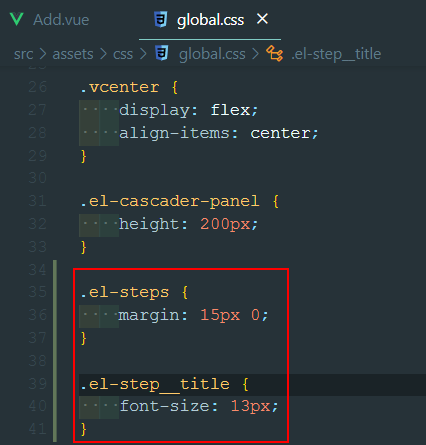 Add.vue global.css ×
src > assets > css > global.css > .el-step__title
26 .vcenter {
27 display: flex;
28 align-items: center;
29 }
30
31 .el-cascader-panel {
32 height: 200px;
33 }
34
35 .el-steps {
36 margin: 15px 0;
37 }
38
39 .el-step__title {
40 font-size: 13px;
41 }